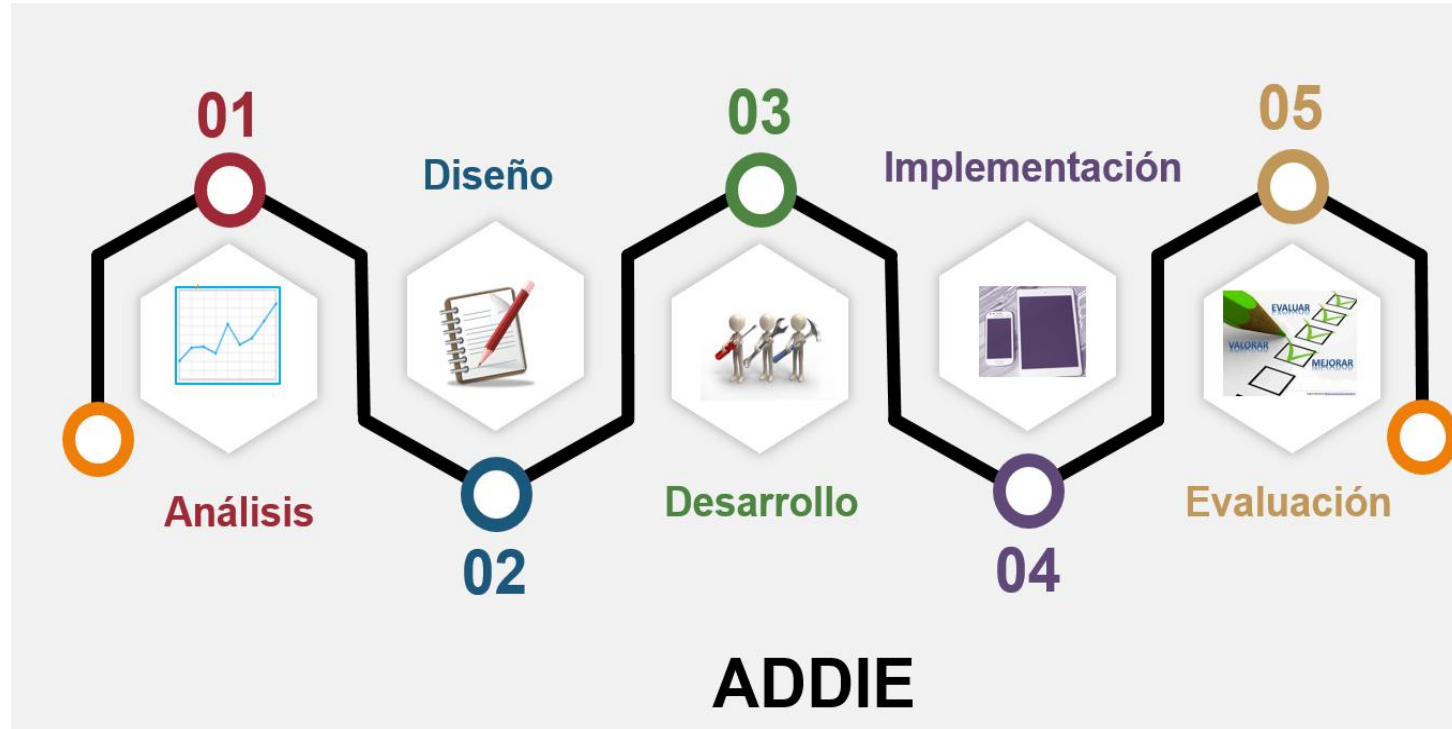 01
Análisis
Diseño
02
03
Desarrollo
Implementación
04
05
EVALUAR
VALORAR
MEJORAR
Evaluación
ADDIE